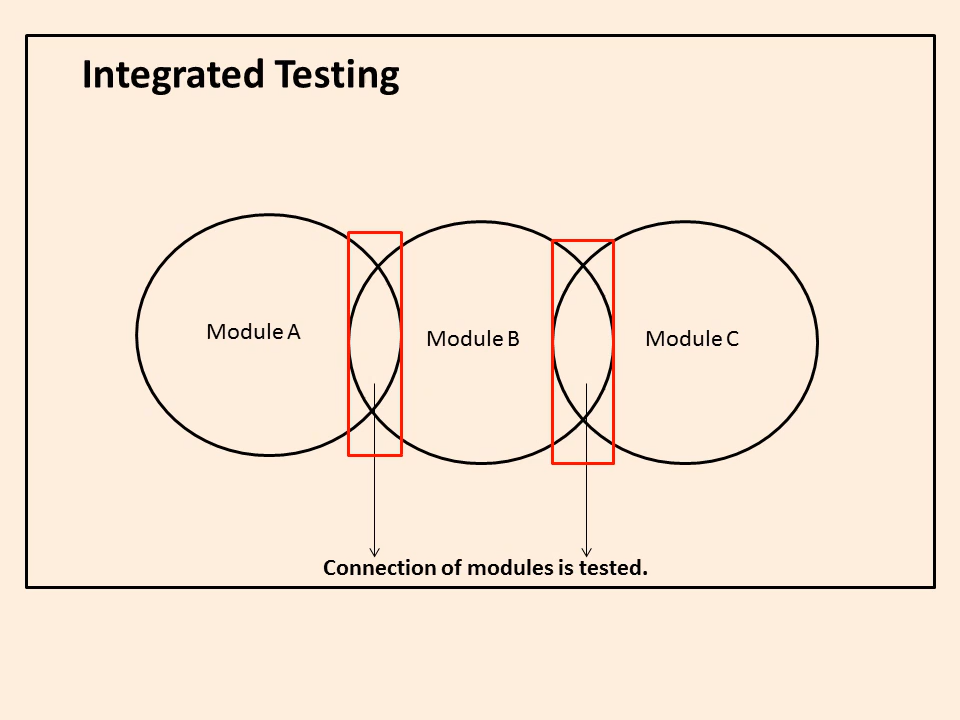 Integrated Testing
Module A
Module B
Module C
Connection of modules is tested.